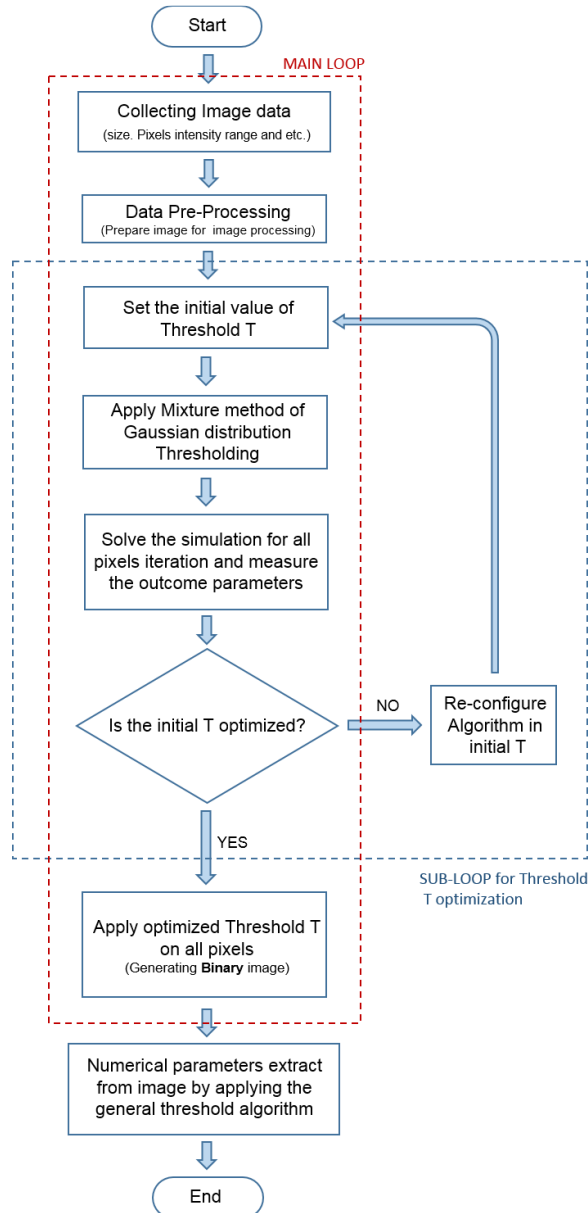 Start
MAIN LOOP
Collecting Image data
(size. Pixels intensity range and etc.)
Data Pre-Processing
(Prepare image for image processing)
Set the initial value of
Threshold T
Apply Mixture method of
Gaussian distribution
Thresholding
Solve the simulation for all
pixels iteration and measure
the outcome parameters
Is the initial T optimized?
NO
Re-configure
Algorithm in
initial T
YES
SUB-LOOP for Threshold
T optimization
Apply optimized Threshold T
on all pixels
(Generating Binary image)
Numerical parameters extract
from image by applying the
general threshold algorithm
End